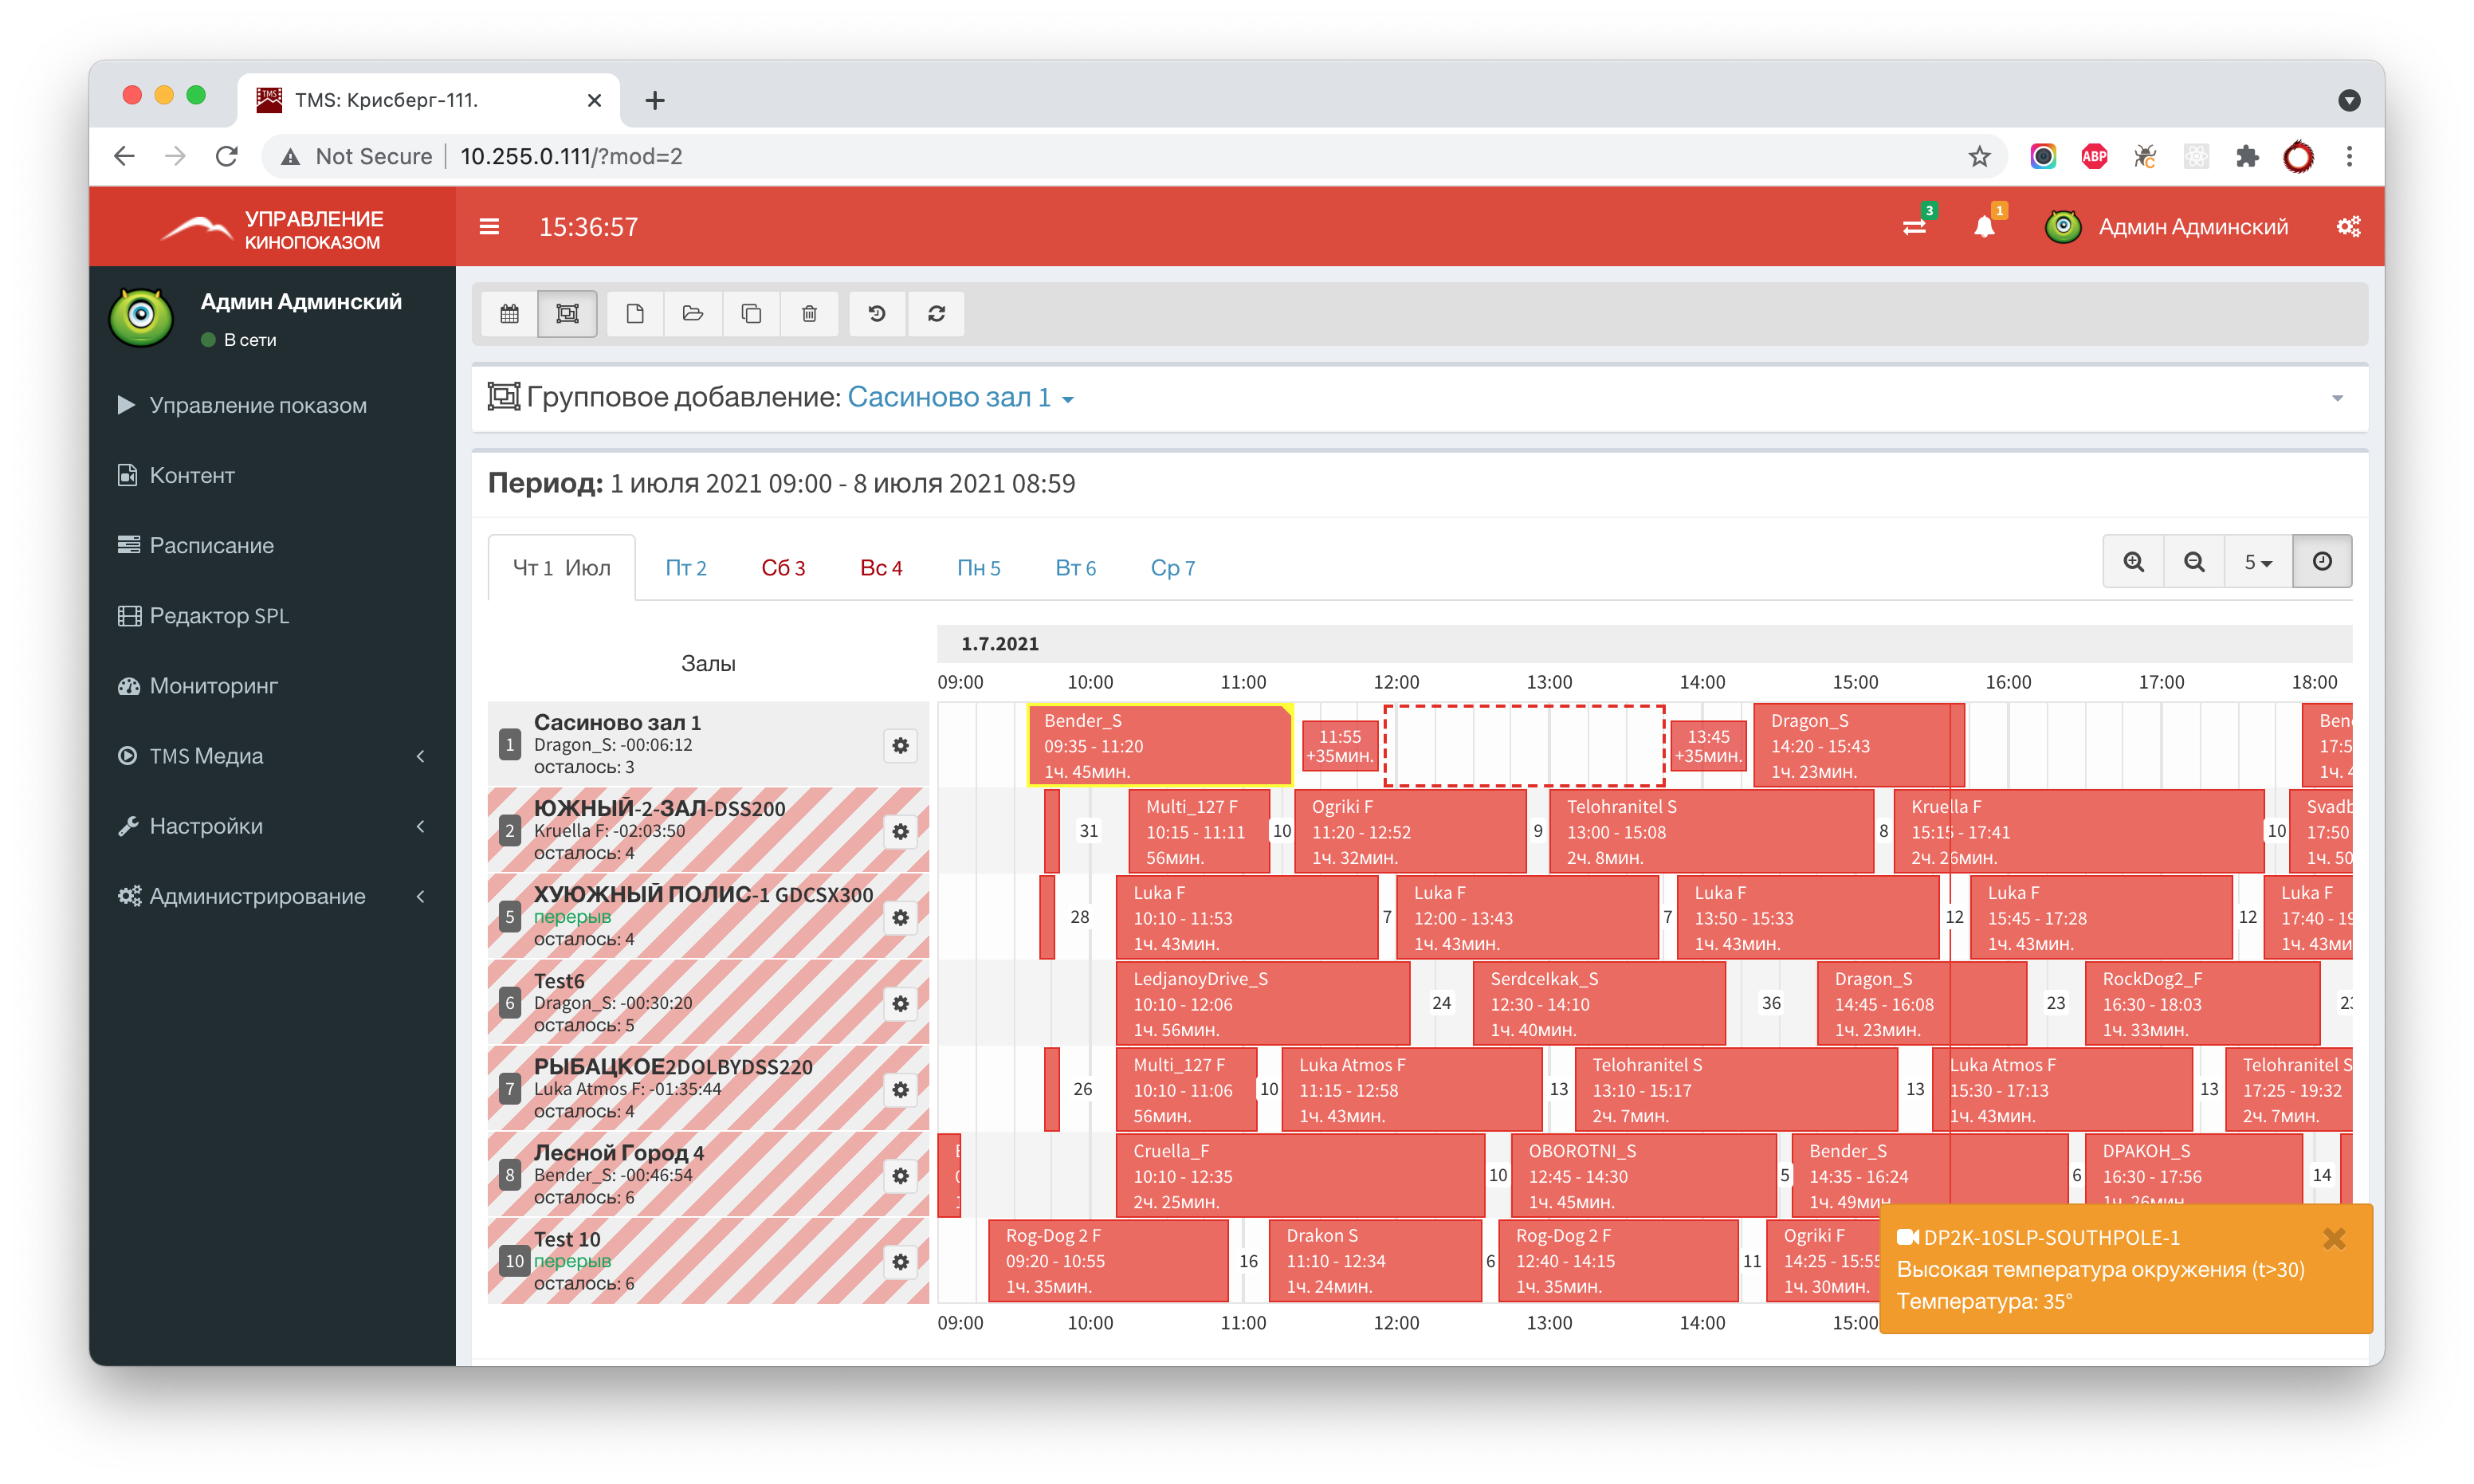 TMS: Крисберг-111.
Not Secure
10.255.0.111/?mod=2
ABP
УПРАВЛЕНИЕ
КИНОПОКАЗОМ
15:36:57
3
1
Админ Админский
Админ Админский
В сети
Управление показом
Контент
Расписание
Редактор SPL
Мониторинг
TMS Медиа
Настройки
Администрирование
Групповое добавление: Сасиново зал 1
Период: 1 июля 2021 09:00 - 8 июля 2021 08:59
Чт 1 Июл
Пт 2
Сб 3
Вс 4
Пн 5
Вт 6
Ср 7
5
Залы
1.7.2021
09:00 10:00 11:00 12:00 13:00 14:00 15:00 16:00 17:00 18:00
1
Сасиново зал 1
Dragon_S: -00:06:12
осталось: 3
Bender_S
09:35 - 11:20
1ч. 45мин.
11:55
+35мин.
13:45
+35мин.
Dragon_S
14:20 - 15:43
1ч. 23мин.
Ben
17:5
1ч. 4
2
ЮЖНЫЙ-2-ЗАЛ-DSS200
Kruella F: -02:03:50
осталось: 4
31
Multi_127 F
10:15 - 11:11
56мин.
10
Ogriki F
11:20 - 12:52
1ч. 32мин.
9
Telohranitel S
13:00 - 15:08
2ч. 8мин.
8
Kruella F
15:15 - 17:41
2ч. 26мин.
10
Svadb
17:50
1ч. 50
5
ХУЮЖНЫЙ ПОЛИС-1 GDCSX300
перерыв
осталось: 4
28
Luka F
10:10 - 11:53
1ч. 43мин.
7
Luka F
12:00 - 13:43
1ч. 43мин.
7
Luka F
13:50 - 15:33
1ч. 43мин.
12
Luka F
15:45 - 17:28
1ч. 43мин.
12
Luka F
17:40 - 19
1ч. 43ми
6
Test6
Dragon_S: -00:30:20
осталось: 5
LedjanoyDrive_S
10:10 - 12:06
1ч. 56мин.
24
SerdceIkak_S
12:30 - 14:10
1ч. 40мин.
36
Dragon_S
14:45 - 16:08
1ч. 23мин.
23
RockDog2_F
16:30 - 18:03
1ч. 33мин.
7
РЫБАЦКОЕ2DOLBYDSS220
Luka Atmos F: -01:35:44
осталось: 4
26
Multi_127 F
10:10 - 11:06
56мин.
10
Luka Atmos F
11:15 - 12:58
1ч. 43мин.
13
Telohranitel S
13:10 - 15:17
2ч. 7мин.
13
Luka Atmos F
15:30 - 17:13
1ч. 43мин.
13
Telohranitel S
17:25 - 19:32
2ч. 7мин.
8
Лесной Город 4
Bender_S: -00:46:54
осталось: 6
Cruella_F
10:10 - 12:35
2ч. 25мин.
10
OBOROTNI_S
12:45 - 14:30
1ч. 45мин.
5
Bender_S
14:35 - 16:24
1ч. 49мин
6
DРАКОН_S
16:30 - 17:56
1ч. 26мин
14
10
Test 10
перерыв
осталось: 6
Rog-Dog 2 F
09:20 - 10:55
1ч. 35мин.
16
Drakon S
11:10 - 12:34
1ч. 24мин.
6
Rog-Dog 2 F
12:40 - 14:15
1ч. 35мин.
11
Ogriki F
14:25 - 15:55
1ч. 30мин.
09:00 10:00 11:00 12:00 13:00 14:00 15:00
DP2K-10SLP-SOUTHPOLE-1
Высокая температура окружения (t>30)
Температура: 35°